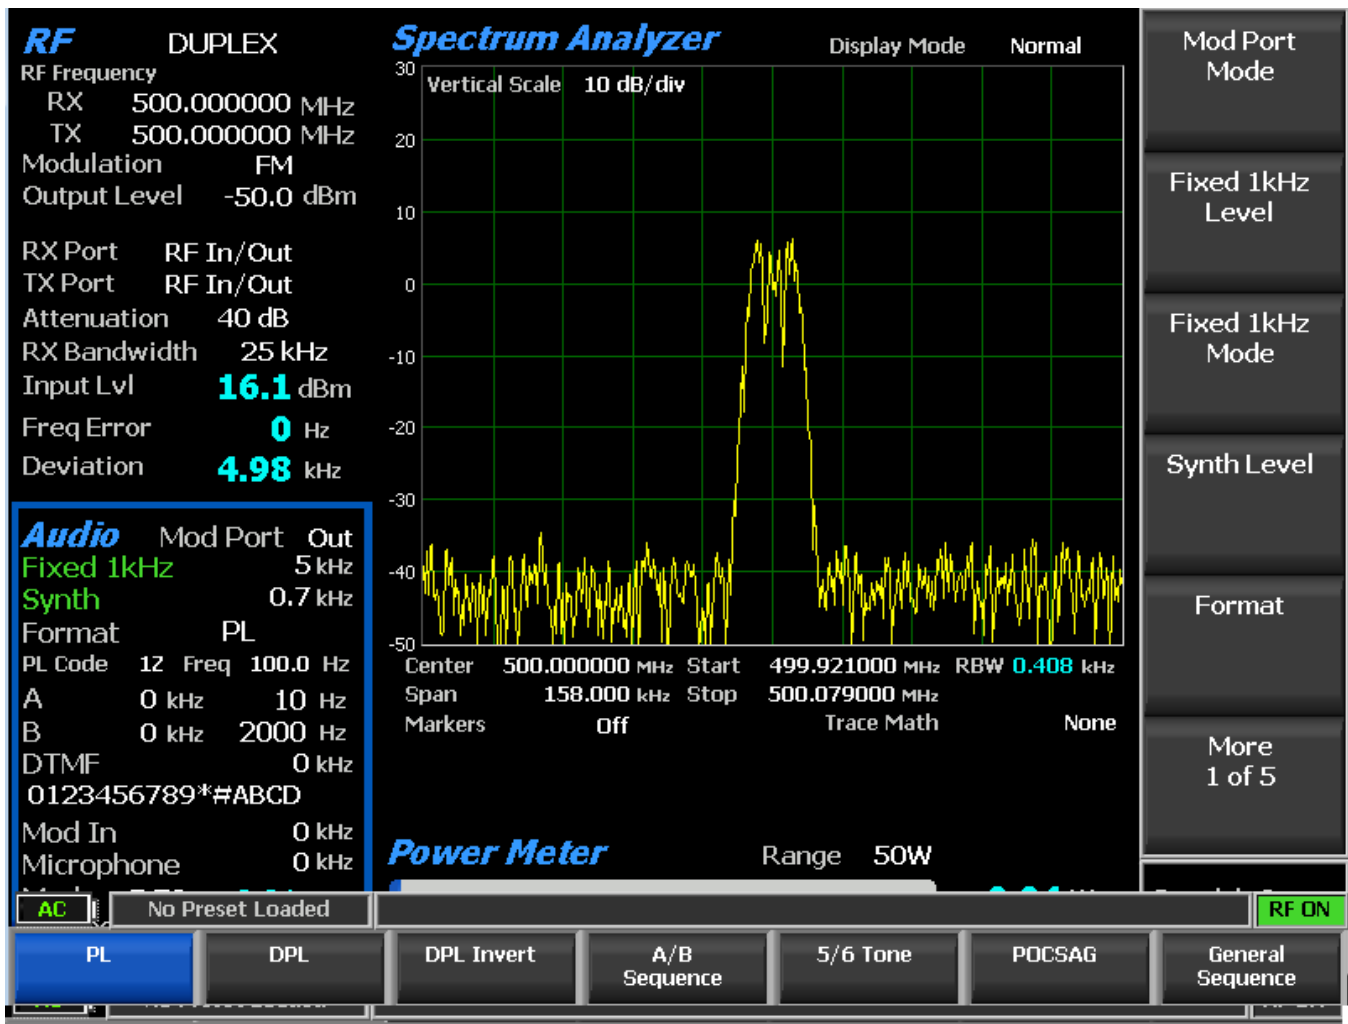 RF DUPLEX
RF Frequency
RX 500.000000 MHz
TX 500.000000 MHz
Modulation FM
Output Level -50.0 dBm
RX Port RF In/Out
TX Port RF In/Out
Attenuation 40 dB
RX Bandwidth 25 kHz
Input Lvl 16.1 dBm
Freq Error 0 Hz
Deviation 4.98 kHz
Audio Mod Port Out
Fixed 1kHz 5 kHz
Synth 0.7 kHz
Format PL
PL Code 1Z Freq 100.0 Hz
A 0 kHz 10 Hz
B 0 kHz 2000 Hz
DTMF 0 kHz
0123456789*#ABCD
Mod In 0 kHz
Microphone 0 kHz
Spectrum Analyzer Display Mode Normal
Vertical Scale 10 dB/div
30
20
10
0
-10
-20
-30
-40
-50
Center 500.000000 MHz Start 499.921000 MHz RBW 0.408 kHz
Span 158.000 kHz Stop 500.079000 MHz
Markers Off Trace Math None
Power Meter Range 50W
Mod Port
Mode
Fixed 1kHz
Level
Fixed 1kHz
Mode
Synth Level
Format
More
1 of 5
AC No Preset Loaded RF ON
PL DPL DPL Invert A/B
Sequence 5/6 Tone POCSAG General
Sequence